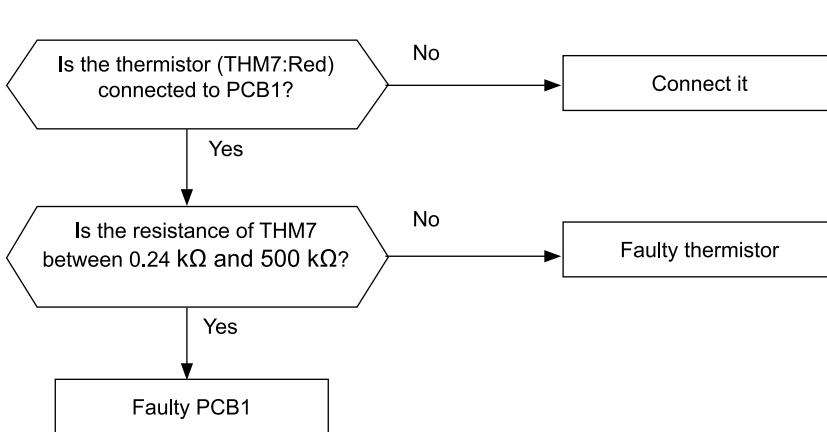 Is the thermistor (THM7:Red)
connected to PCB1?
No
Connect it
Yes
Is the resistance of THM7
between 0.24 kΩ and 500 kΩ?
No
Faulty thermistor
Yes
Faulty PCB1